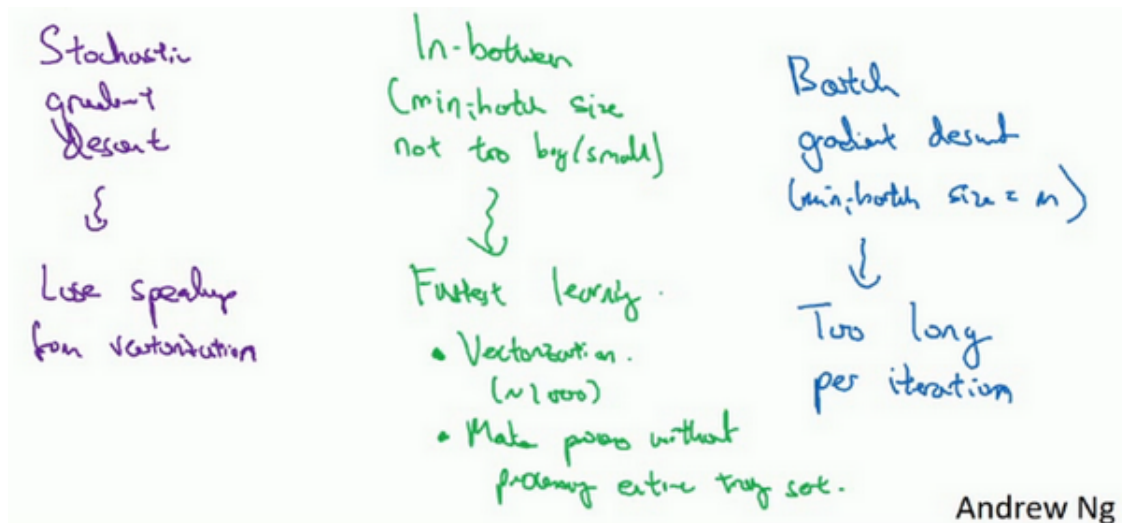 Stochastic
gradient
descent
Lose speedup
from vectorization
In-between
(mini-batch size
not too big/small)
Fastest learning.
• Vectorization.
(~1000)
• Make progress without
processing entire training set.
Batch
gradient descent
(mini-batch size = m)
Too long
per iteration
Andrew Ng